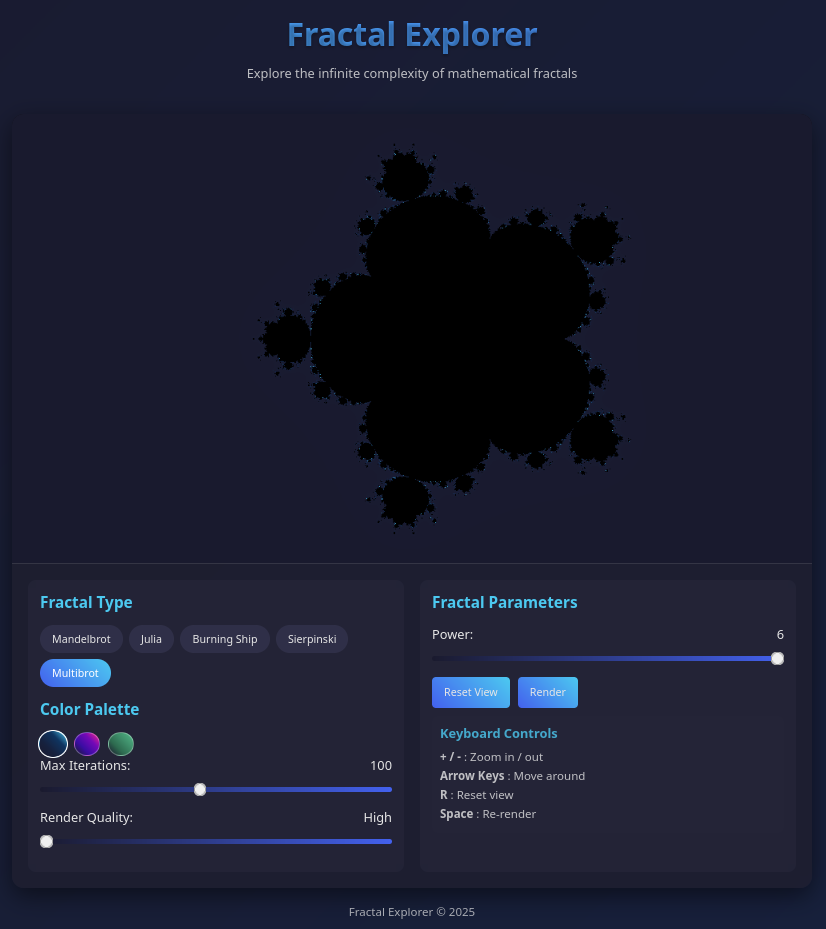 Fractal Explorer
Explore the infinite complexity of mathematical fractals
Fractal Type
Mandelbrot Julia Burning Ship Sierpinski
Multibrot
Color Palette
Max Iterations: 100
Render Quality: High
Fractal Parameters
Power: 6
Reset View Render
Keyboard Controls
+ / - : Zoom in / out
Arrow Keys : Move around
R : Reset view
Space : Re-render
Fractal Explorer © 2025